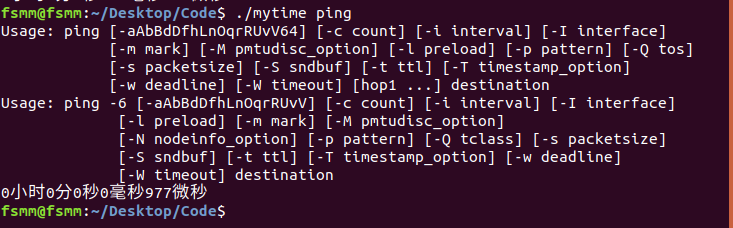 fsmm@fsmm:~/Desktop/Code$ ./mytime ping
Usage: ping [-aAbBdDfhLnOqrRUvV64] [-c count] [-i interval] [-I interface]
[-m mark] [-M pmtudisc_option] [-l preload] [-p pattern] [-Q tos]
[-s packetsize] [-S sndbuf] [-t ttl] [-T timestamp_option]
[-w deadline] [-W timeout] [hop1 ...] destination
Usage: ping -6 [-aAbBdDfhLnOqrRUvV] [-c count] [-i interval] [-I interface]
[-l preload] [-m mark] [-M pmtudisc_option]
[-N nodeinfo_option] [-p pattern] [-Q tclass] [-s packetsize]
[-S sndbuf] [-t ttl] [-T timestamp_option] [-w deadline]
[-W timeout] destination
0小时0分0秒0毫秒977微秒
fsmm@fsmm:~/Desktop/Code$